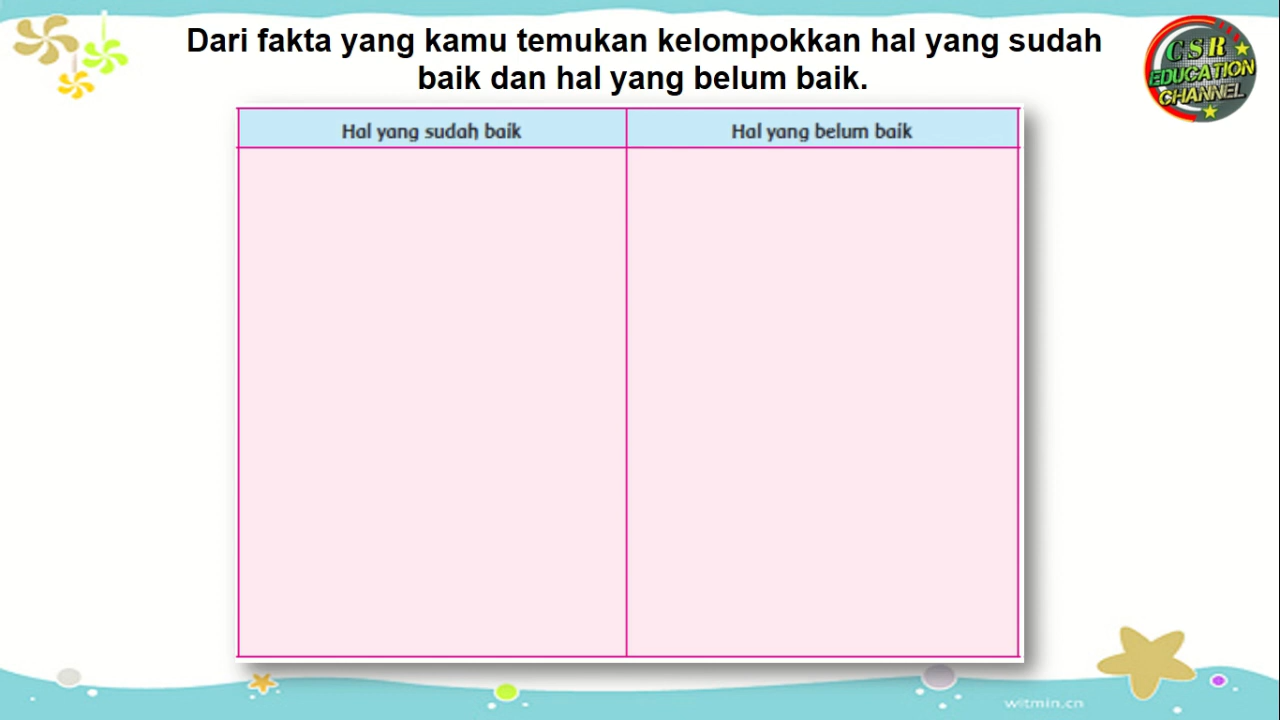 Dari fakta yang kamu temukan kelompokkan hal yang sudah
baik dan hal yang belum baik.
CSR
EDUCATION
CHANNEL
Hal yang sudah baik
Hal yang belum baik
witmin.cn